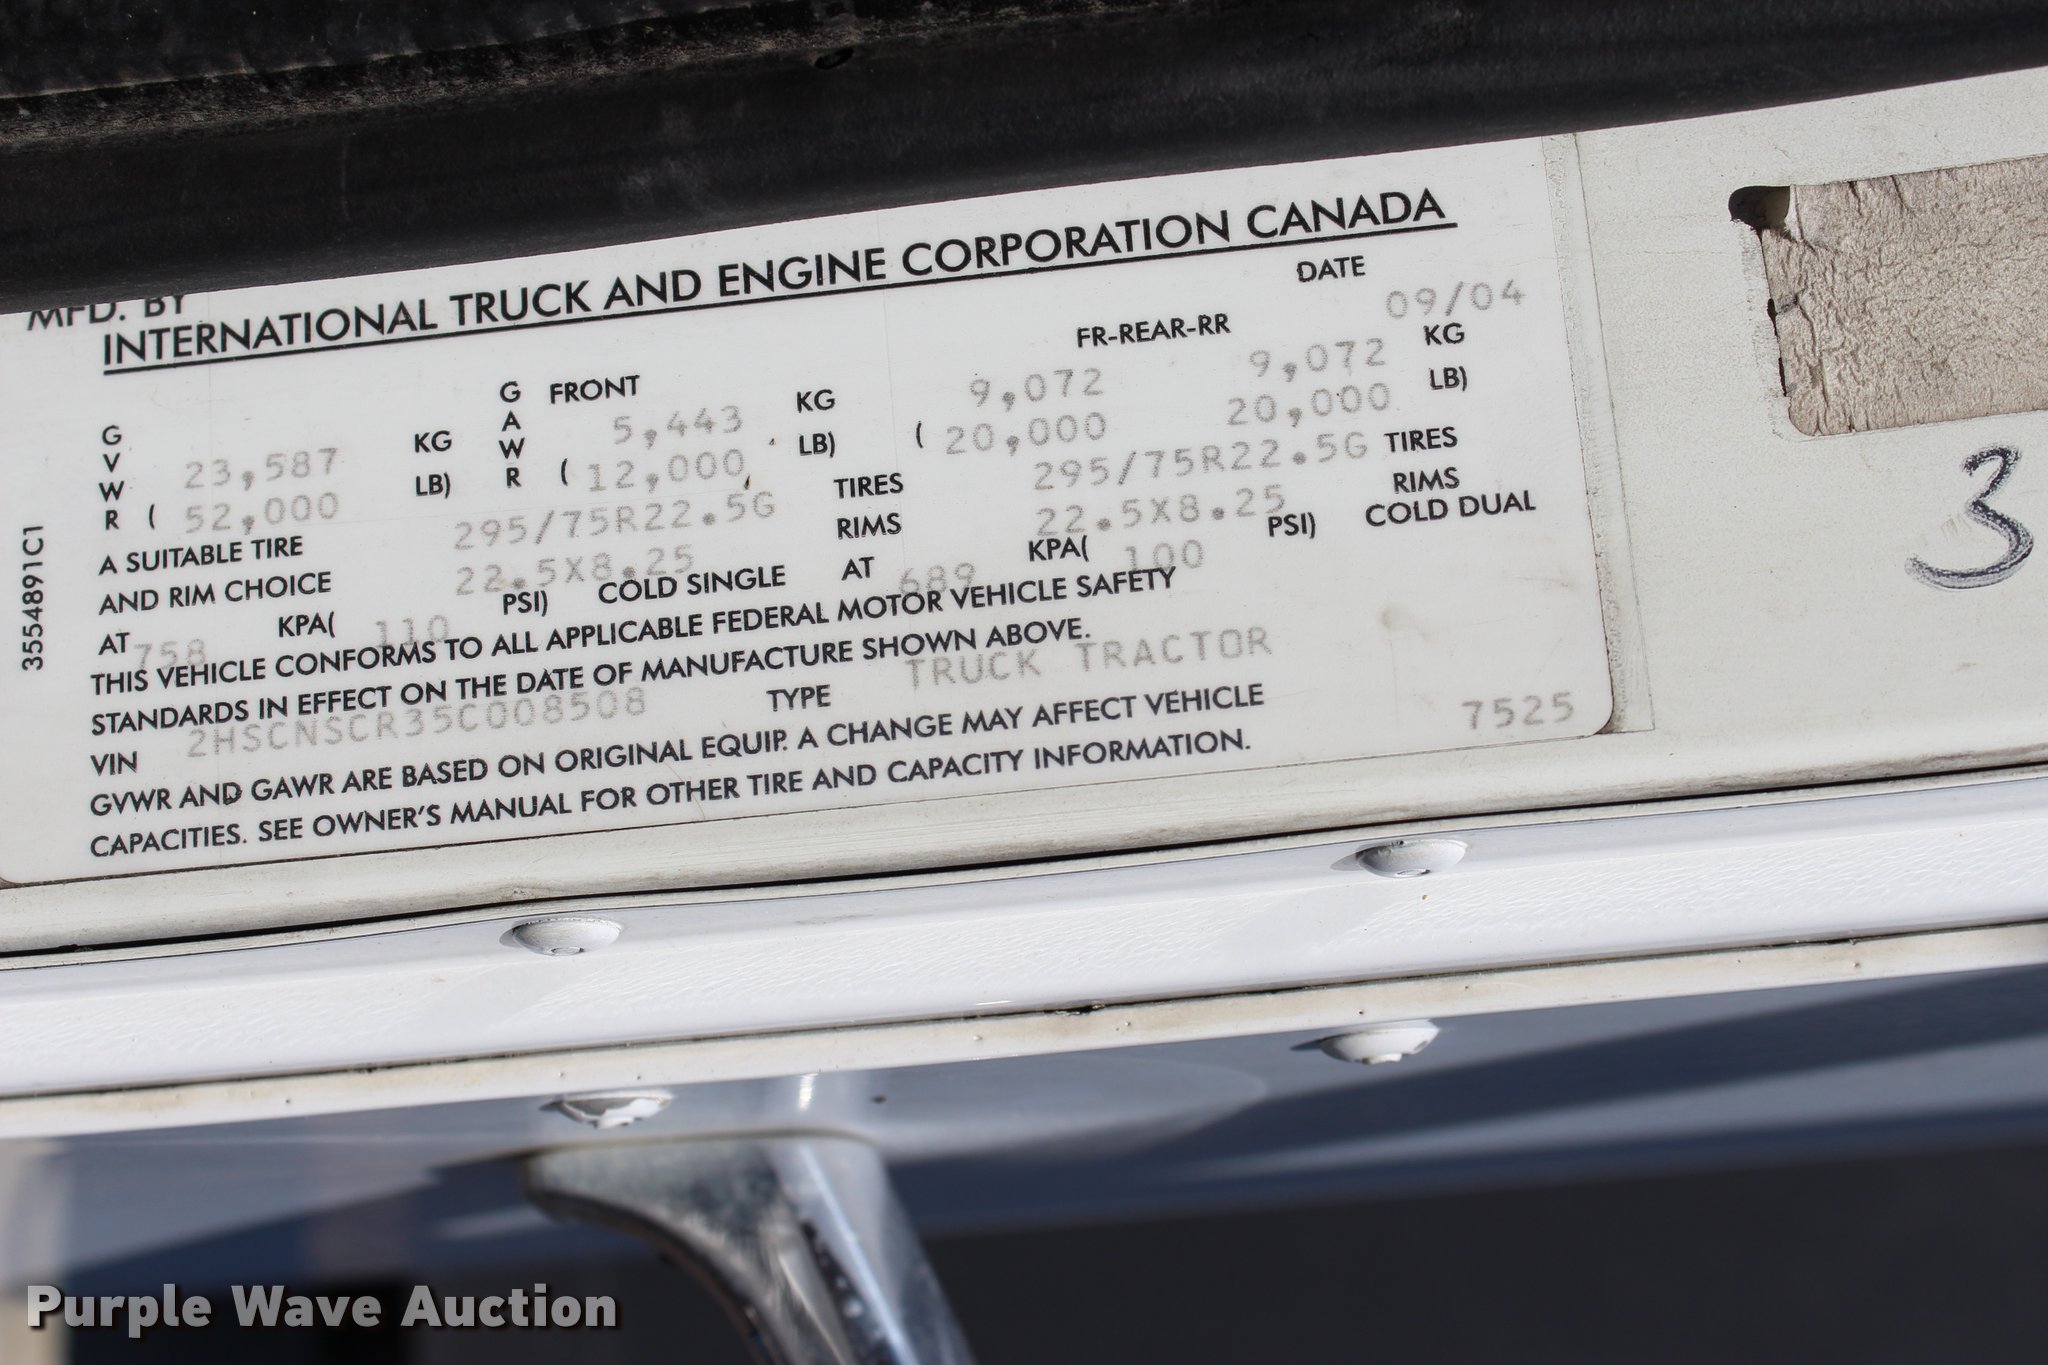 MFD. BY
INTERNATIONAL TRUCK AND ENGINE CORPORATION CANADA
DATE
09/04
G FRONT FR-REAR-RR
G KG A 5,443 KG 9,072 9,072 KG
V 23,587 LB) W ( 12,000 LB) ( 20,000 20,000 LB)
W R
R ( 52,000
A SUITABLE TIRE 295/75R22.5G TIRES 295/75R22.5G TIRES
AND RIM CHOICE 22.5X8.25 RIMS 22.5X8.25 RIMS
AT 758 KPA( 110 PSI) COLD SINGLE AT 689 KPA( 100 PSI) COLD DUAL
THIS VEHICLE CONFORMS TO ALL APPLICABLE FEDERAL MOTOR VEHICLE SAFETY
STANDARDS IN EFFECT ON THE DATE OF MANUFACTURE SHOWN ABOVE.
VIN 2HSCNSCR35C008508 TYPE TRUCK TRACTOR
GVWR AND GAWR ARE BASED ON ORIGINAL EQUIP. A CHANGE MAY AFFECT VEHICLE
CAPACITIES. SEE OWNER'S MANUAL FOR OTHER TIRE AND CAPACITY INFORMATION.
7525
3554891C1
3
Purple Wave Auction